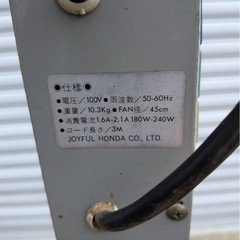 ●仕様●
●電圧/100V●周波数/50-60Hz
●重量/10.3Kg●FAN径/45cm
●消費電流1.6A-2.1A 180W-240W
●コード長さ/3M
JOYFUL HONDA CO., LTD.